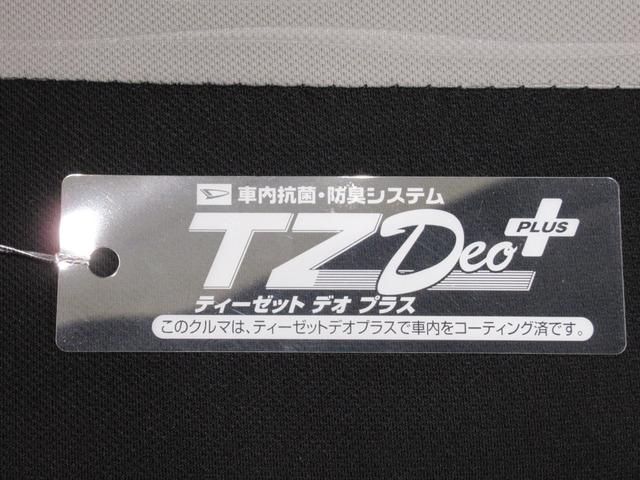 車内抗菌・防臭システム
TZ Deo PLUS
ティーゼット デオ プラス
このクルマは、ティーゼットデオプラスで車内をコーティング済です。